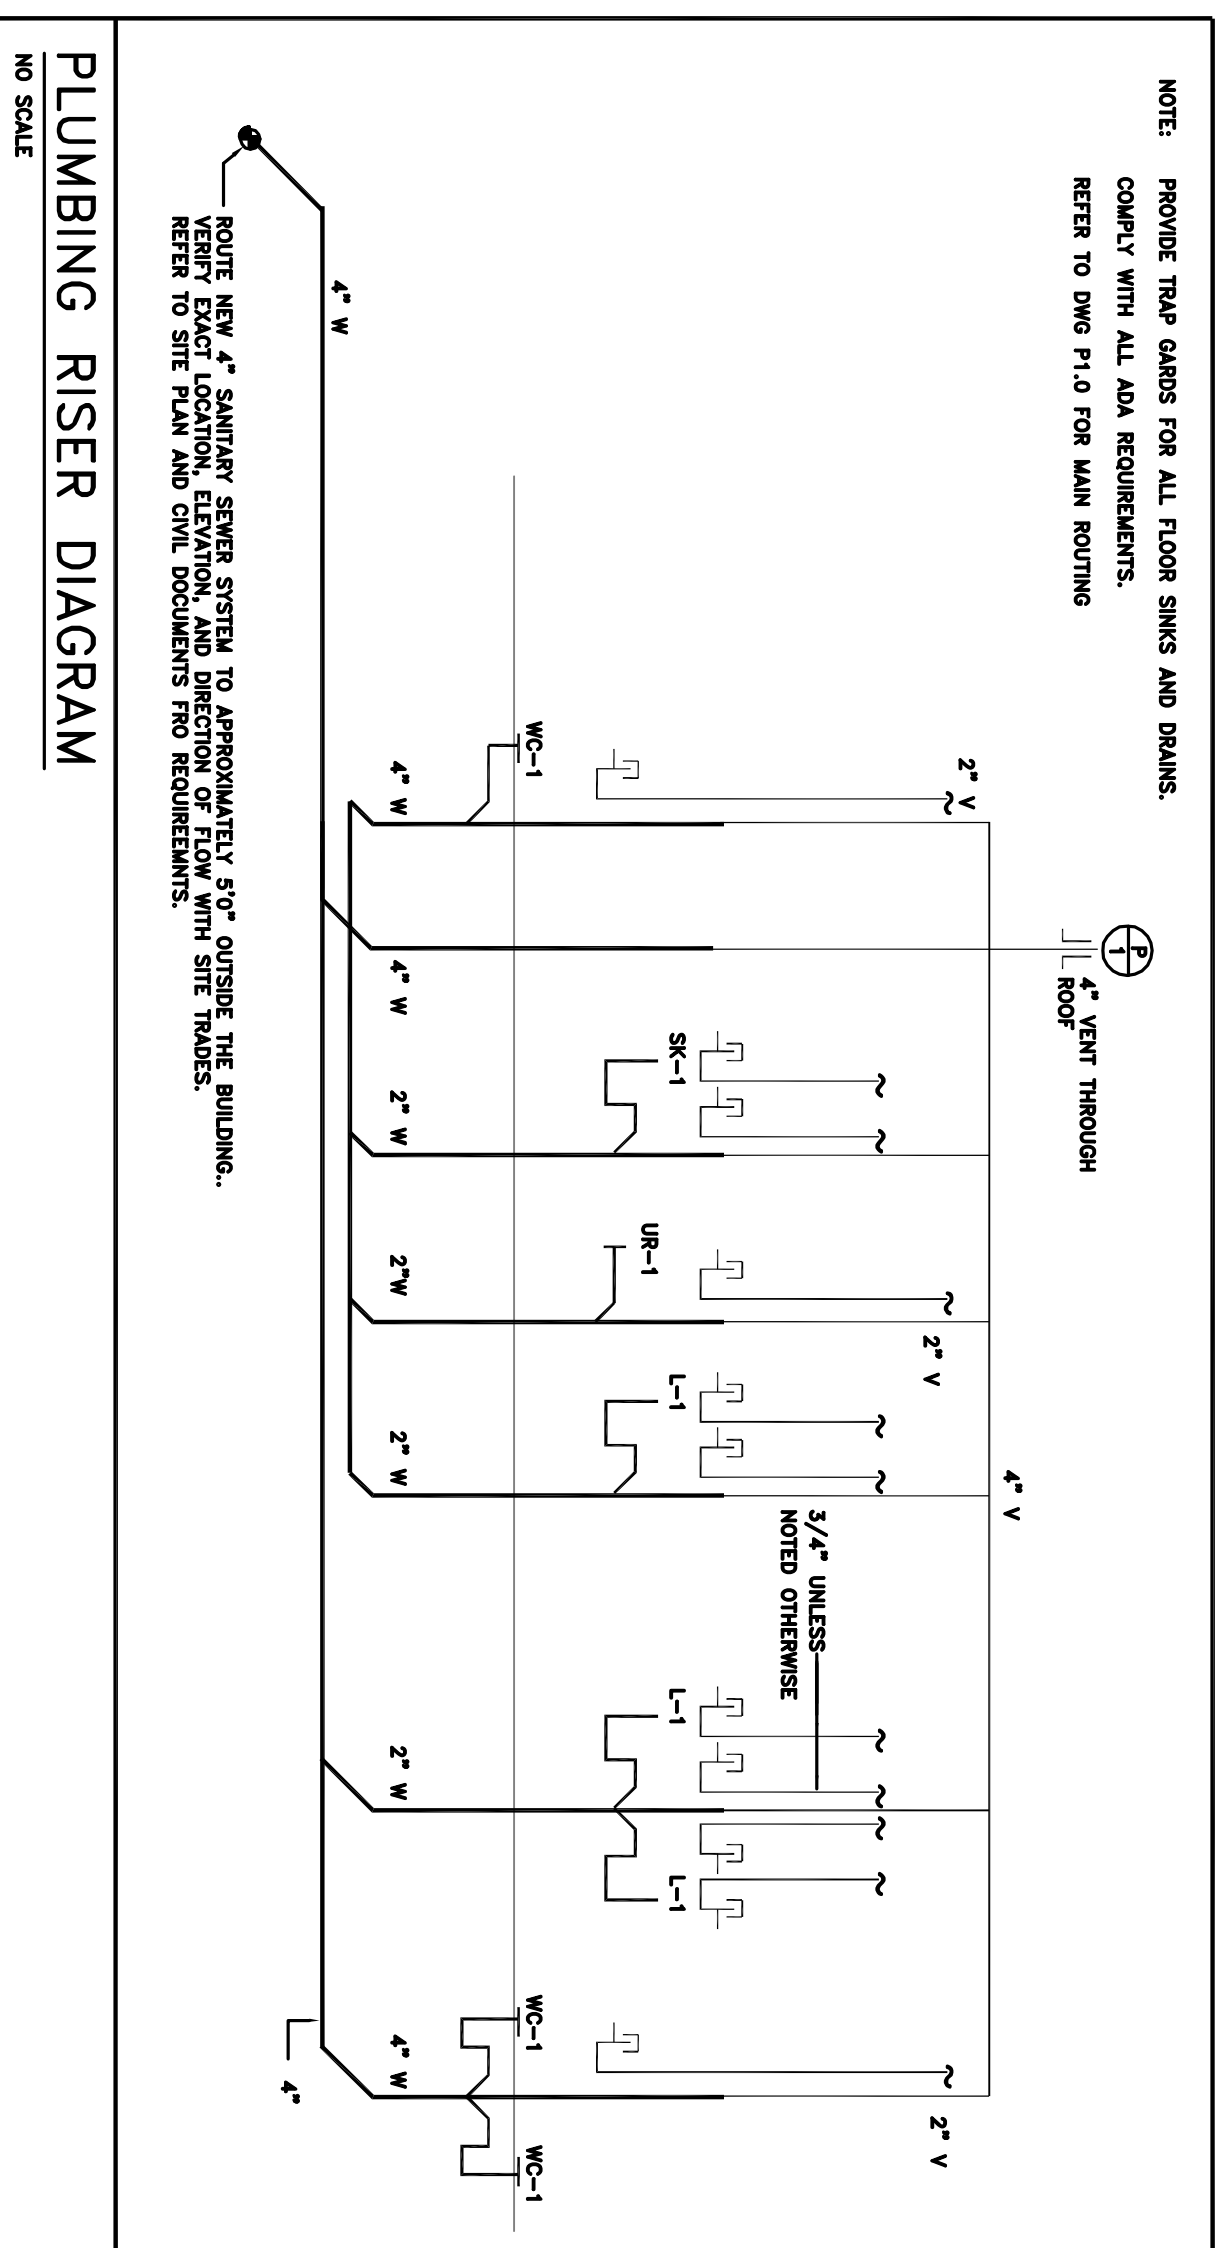 NOTE: PROVIDE TRAP GARDS FOR ALL FLOOR SINKS AND DRAINS.
COMPLY WITH ALL ADA REQUIREMENTS.
REFER TO DWG P1.0 FOR MAIN ROUTING
P
1
4" VENT THROUGH
ROOF
4" V
2" V
2" V
2" V
3/4" UNLESS
NOTED OTHERWISE
SK-1
UR-1
L-1
L-1
L-1
WC-1
WC-1
WC-1
4" W
4" W
2" W
2"W
2" W
2" W
4" W
4" W
4"
ROUTE NEW 4" SANITARY SEWER SYSTEM TO APPROXIMATELY 5'0" OUTSIDE THE BUILDING..
VERIFY EXACT LOCATION, ELEVATION, AND DIRECTION OF FLOW WITH SITE TRADES.
REFER TO SITE PLAN AND CIVIL DOCUMENTS FRO REQUIREEMNTS.
PLUMBING RISER DIAGRAM
NO SCALE